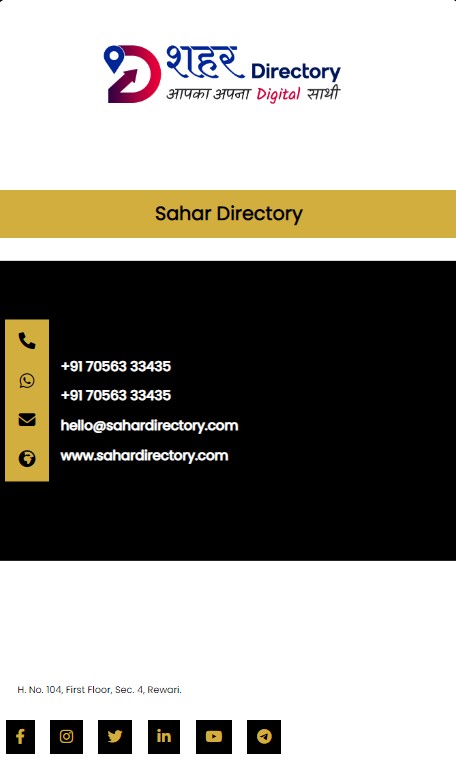 शहर Directory
आपका अपना Digital साथी
Sahar Directory
+91 70563 33435
+91 70563 33435
hello@sahardirectory.com
www.sahardirectory.com
H. No. 104, First Floor, Sec. 4, Rewari.